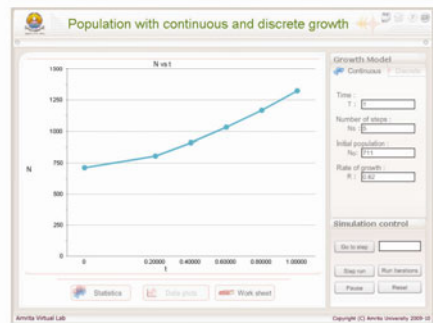 Population with continuous and discrete growth
N vs t
1500
1250
1000
750
500
250
0
N
0 0.20000 0.40000 0.60000 0.80000 1.00000
t
Statistics Data plots Work sheet
Growth Model
Continuous Discrete
Time :
T : 1
Number of steps :
Ns : 5
Initial population :
No : 711
Rate of growth :
R : 0.62
Simulation control
Go to step
Step run Run iterations
Pause Reset
Amrita Virtual Lab
Copyright (C) Amrita University 2009-10